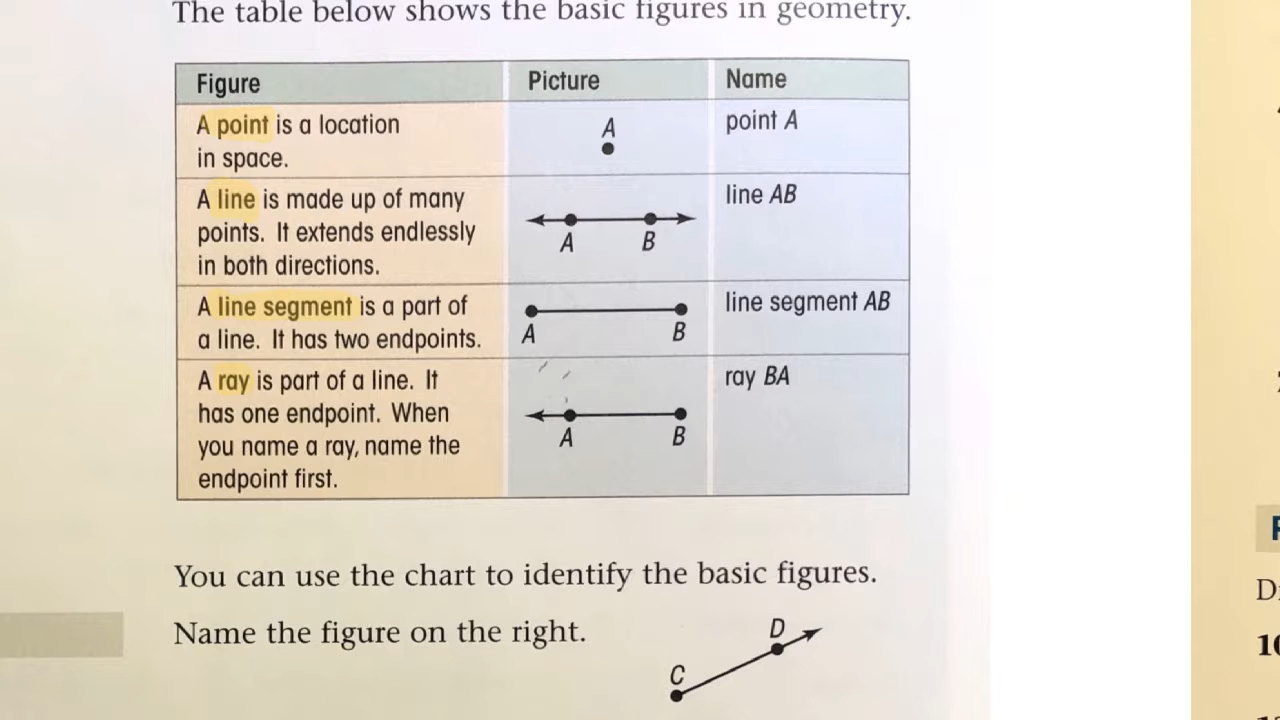 The table below shows the basic figures in geometry.
Figure Picture Name
A point is a location
in space.
A
point A
A line is made up of many
points. It extends endlessly
in both directions.
A B
line AB
A line segment is a part of
a line. It has two endpoints.
A B
line segment AB
A ray is part of a line. It
has one endpoint. When
you name a ray, name the
endpoint first.
A B
ray BA
You can use the chart to identify the basic figures.
Name the figure on the right.
D
C